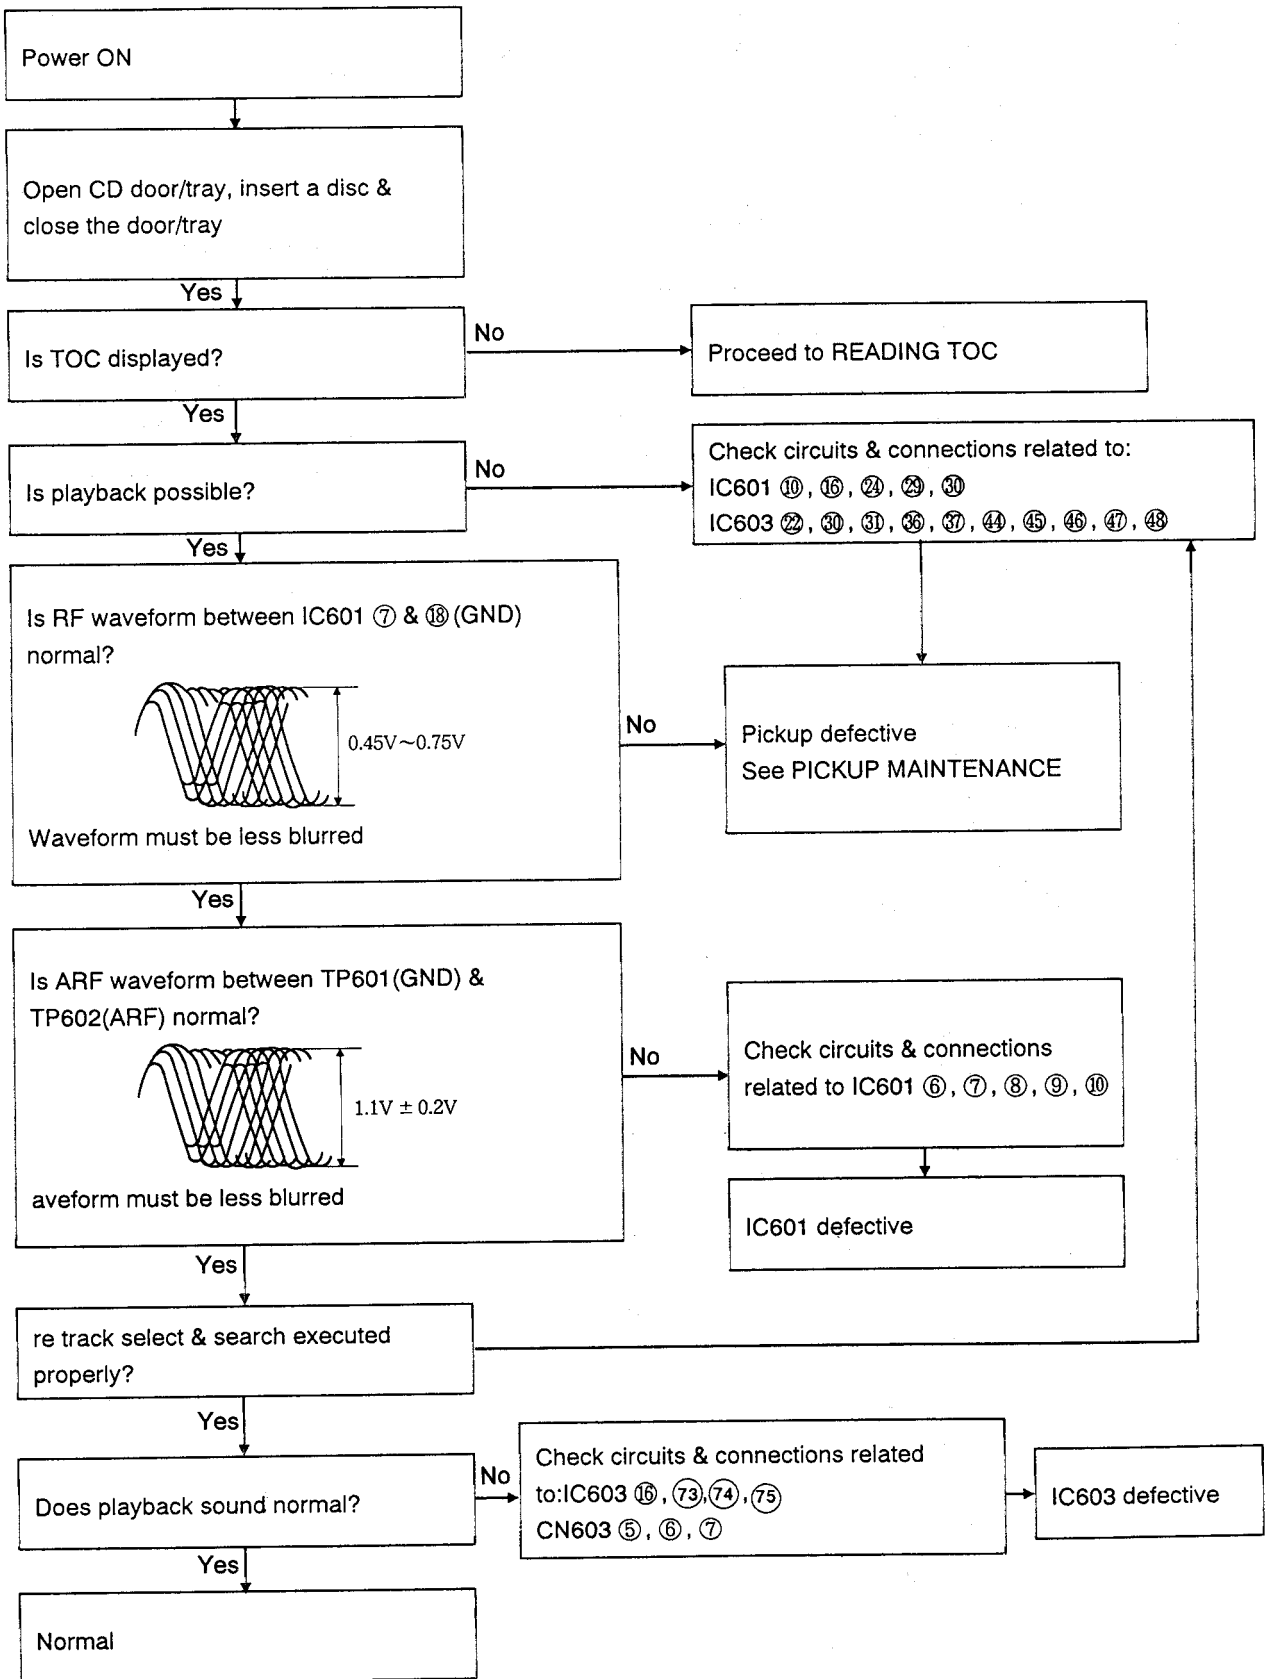 Power ON
Open CD door/tray, insert a disc &
close the door/tray
Yes
Is TOC displayed?
No
Proceed to READING TOC
Yes
Is playback possible?
No
Check circuits & connections related to:
IC601 ⑩, ⑯, ㉔, ㉙, ㉚
IC603 ㉒, ㉚, ㉛, ㊱, ㊲, ㊹, ㊺, ㊻, ㊼, ㊽
Yes
Is RF waveform between IC601 ⑦ & ⑱(GND)
normal?
0.45V~0.75V
Waveform must be less blurred
No
Pickup defective
See PICKUP MAINTENANCE
Yes
Is ARF waveform between TP601(GND) &
TP602(ARF) normal?
1.1V ± 0.2V
aveform must be less blurred
No
Check circuits & connections
related to IC601 ⑥, ⑦, ⑧, ⑨, ⑩
IC601 defective
Yes
re track select & search executed
properly?
Yes
Does playback sound normal?
No
Check circuits & connections related
to:IC603 ⑯, (73),(74),(75)
CN603 ⑤, ⑥, ⑦
IC603 defective
Yes
Normal